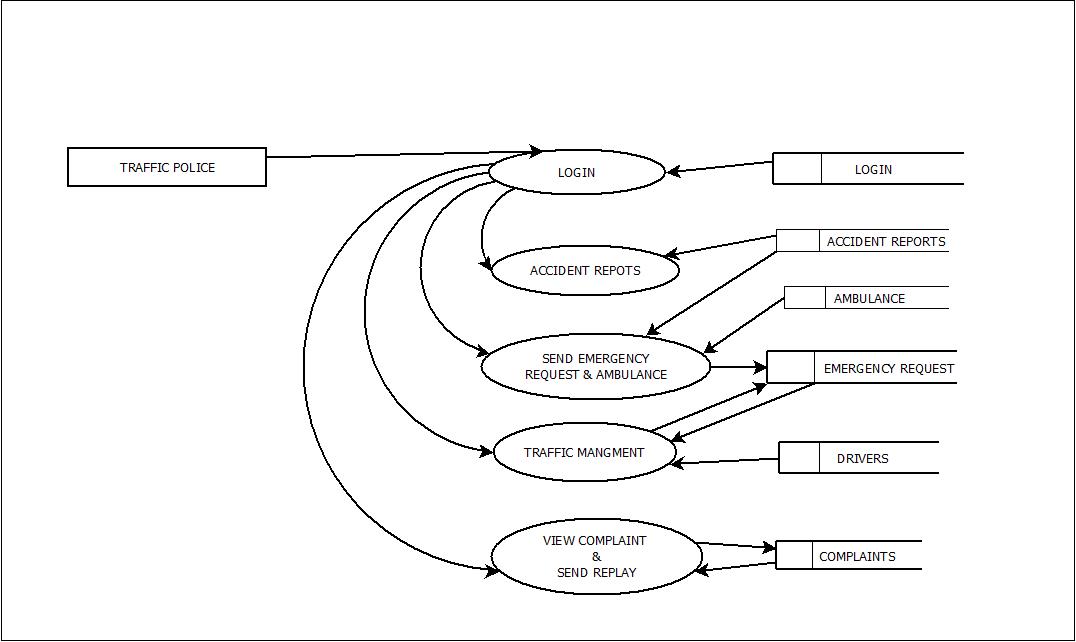 TRAFFIC POLICE
LOGIN
LOGIN
ACCIDENT REPORTS
ACCIDENT REPOTS
AMBULANCE
SEND EMERGENCY
REQUEST & AMBULANCE
EMERGENCY REQUEST
TRAFFIC MANGMENT
DRIVERS
VIEW COMPLAINT
&
SEND REPLAY
COMPLAINTS